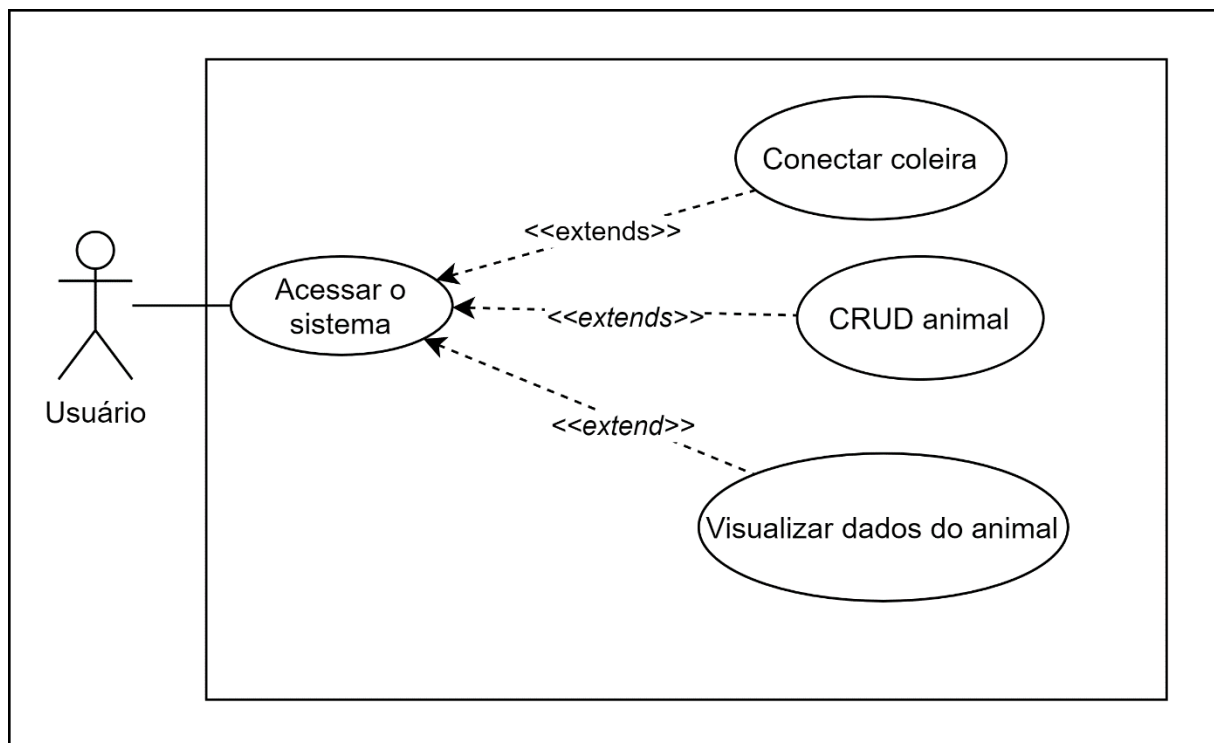 Conectar coleira
<<extends>>
Acessar o
sistema
<<extends>>
CRUD animal
Usuário
<<extend>>
Visualizar dados do animal